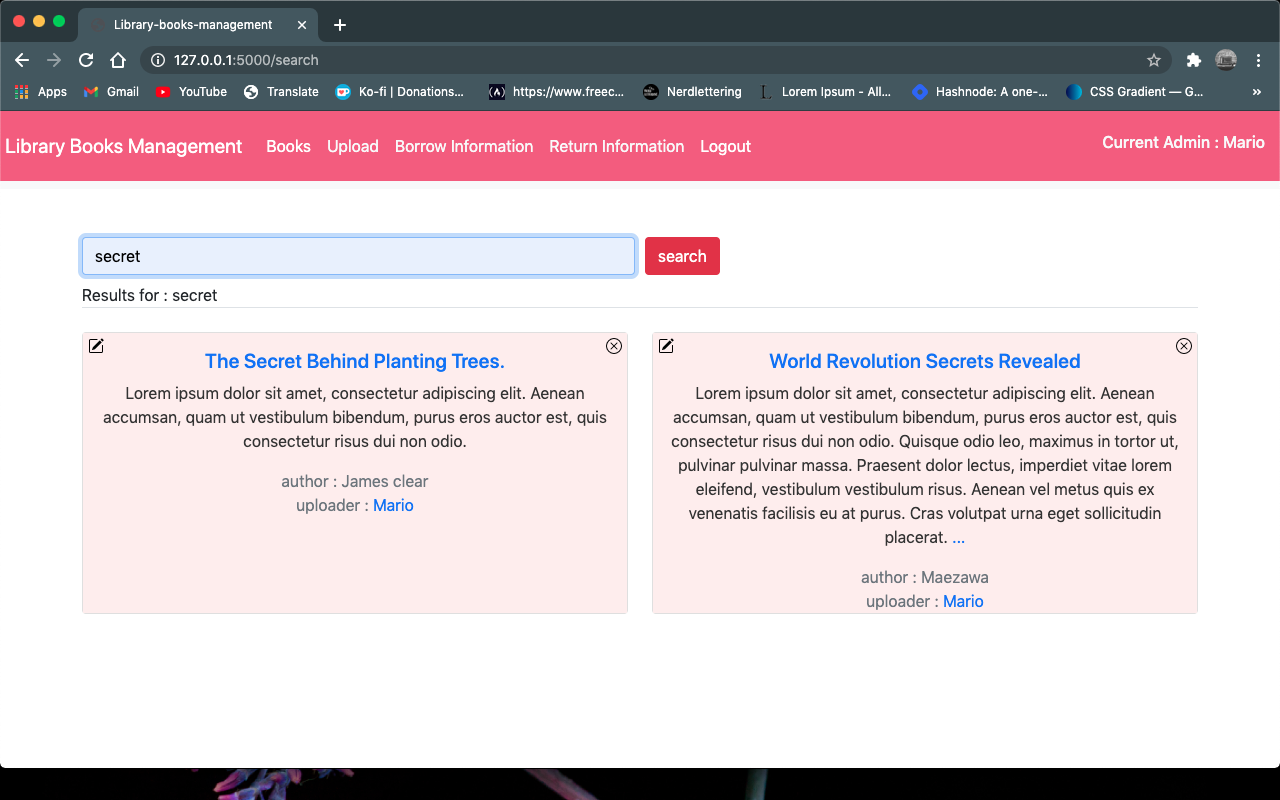 Library-books-management
127.0.0.1:5000/search
Apps Gmail YouTube Translate Ko-fi | Donations... https://www.freec... Nerdlettering Lorem Ipsum - All... Hashnode: A one-... CSS Gradient — G... »
Library Books Management Books Upload Borrow Information Return Information Logout Current Admin : Mario
secret search
Results for : secret
The Secret Behind Planting Trees.
Lorem ipsum dolor sit amet, consectetur adipiscing elit. Aenean
accumsan, quam ut vestibulum bibendum, purus eros auctor est, quis
consectetur risus dui non odio.
author : James clear
uploader : Mario
World Revolution Secrets Revealed
Lorem ipsum dolor sit amet, consectetur adipiscing elit. Aenean
accumsan, quam ut vestibulum bibendum, purus eros auctor est, quis
consectetur risus dui non odio. Quisque odio leo, maximus in tortor ut,
pulvinar pulvinar massa. Praesent dolor lectus, imperdiet vitae lorem
eleifend, vestibulum vestibulum risus. Aenean vel metus quis ex
venenatis facilisis eu at purus. Cras volutpat urna eget sollicitudin
placerat. ...
author : Maezawa
uploader : Mario